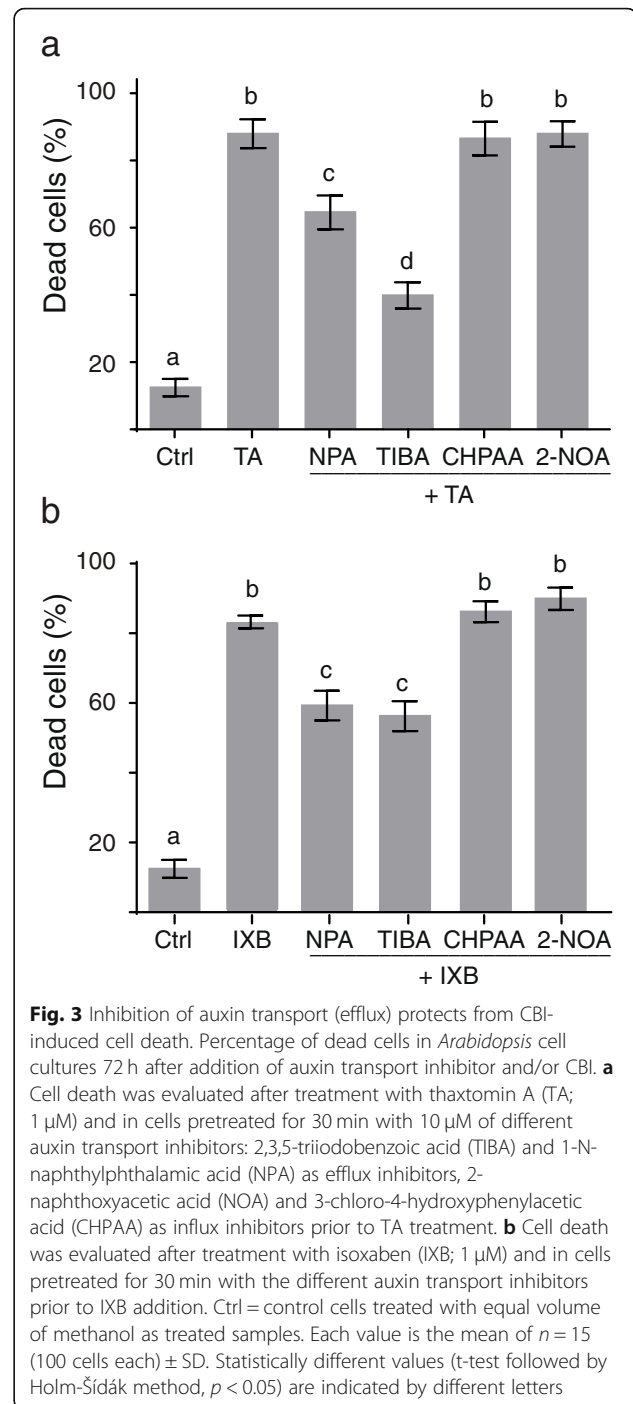 a
100
60
20
Dead cells (%)
a
b
c
d
b
b
Ctrl TA NPA TIBA CHPAA 2-NOA
+ TA
b
100
60
20
Dead cells (%)
a
b
c
c
b
b
Ctrl IXB NPA TIBA CHPAA 2-NOA
+ IXB
Fig. 3 Inhibition of auxin transport (efflux) protects from CBI-
induced cell death. Percentage of dead cells in Arabidopsis cell
cultures 72 h after addition of auxin transport inhibitor and/or CBI. a
Cell death was evaluated after treatment with thaxtomin A (TA;
1 μM) and in cells pretreated for 30 min with 10 μM of different
auxin transport inhibitors: 2,3,5-triiodobenzoic acid (TIBA) and 1-N-
naphthylphthalamic acid (NPA) as efflux inhibitors, 2-
naphthoxyacetic acid (NOA) and 3-chloro-4-hydroxyphenylacetic
acid (CHPAA) as influx inhibitors prior to TA treatment. b Cell death
was evaluated after treatment with isoxaben (IXB; 1 μM) and in cells
pretreated for 30 min with the different auxin transport inhibitors
prior to IXB addition. Ctrl = control cells treated with equal volume
of methanol as treated samples. Each value is the mean of n = 15
(100 cells each) ± SD. Statistically different values (t-test followed by
Holm-Šídák method, p < 0.05) are indicated by different letters